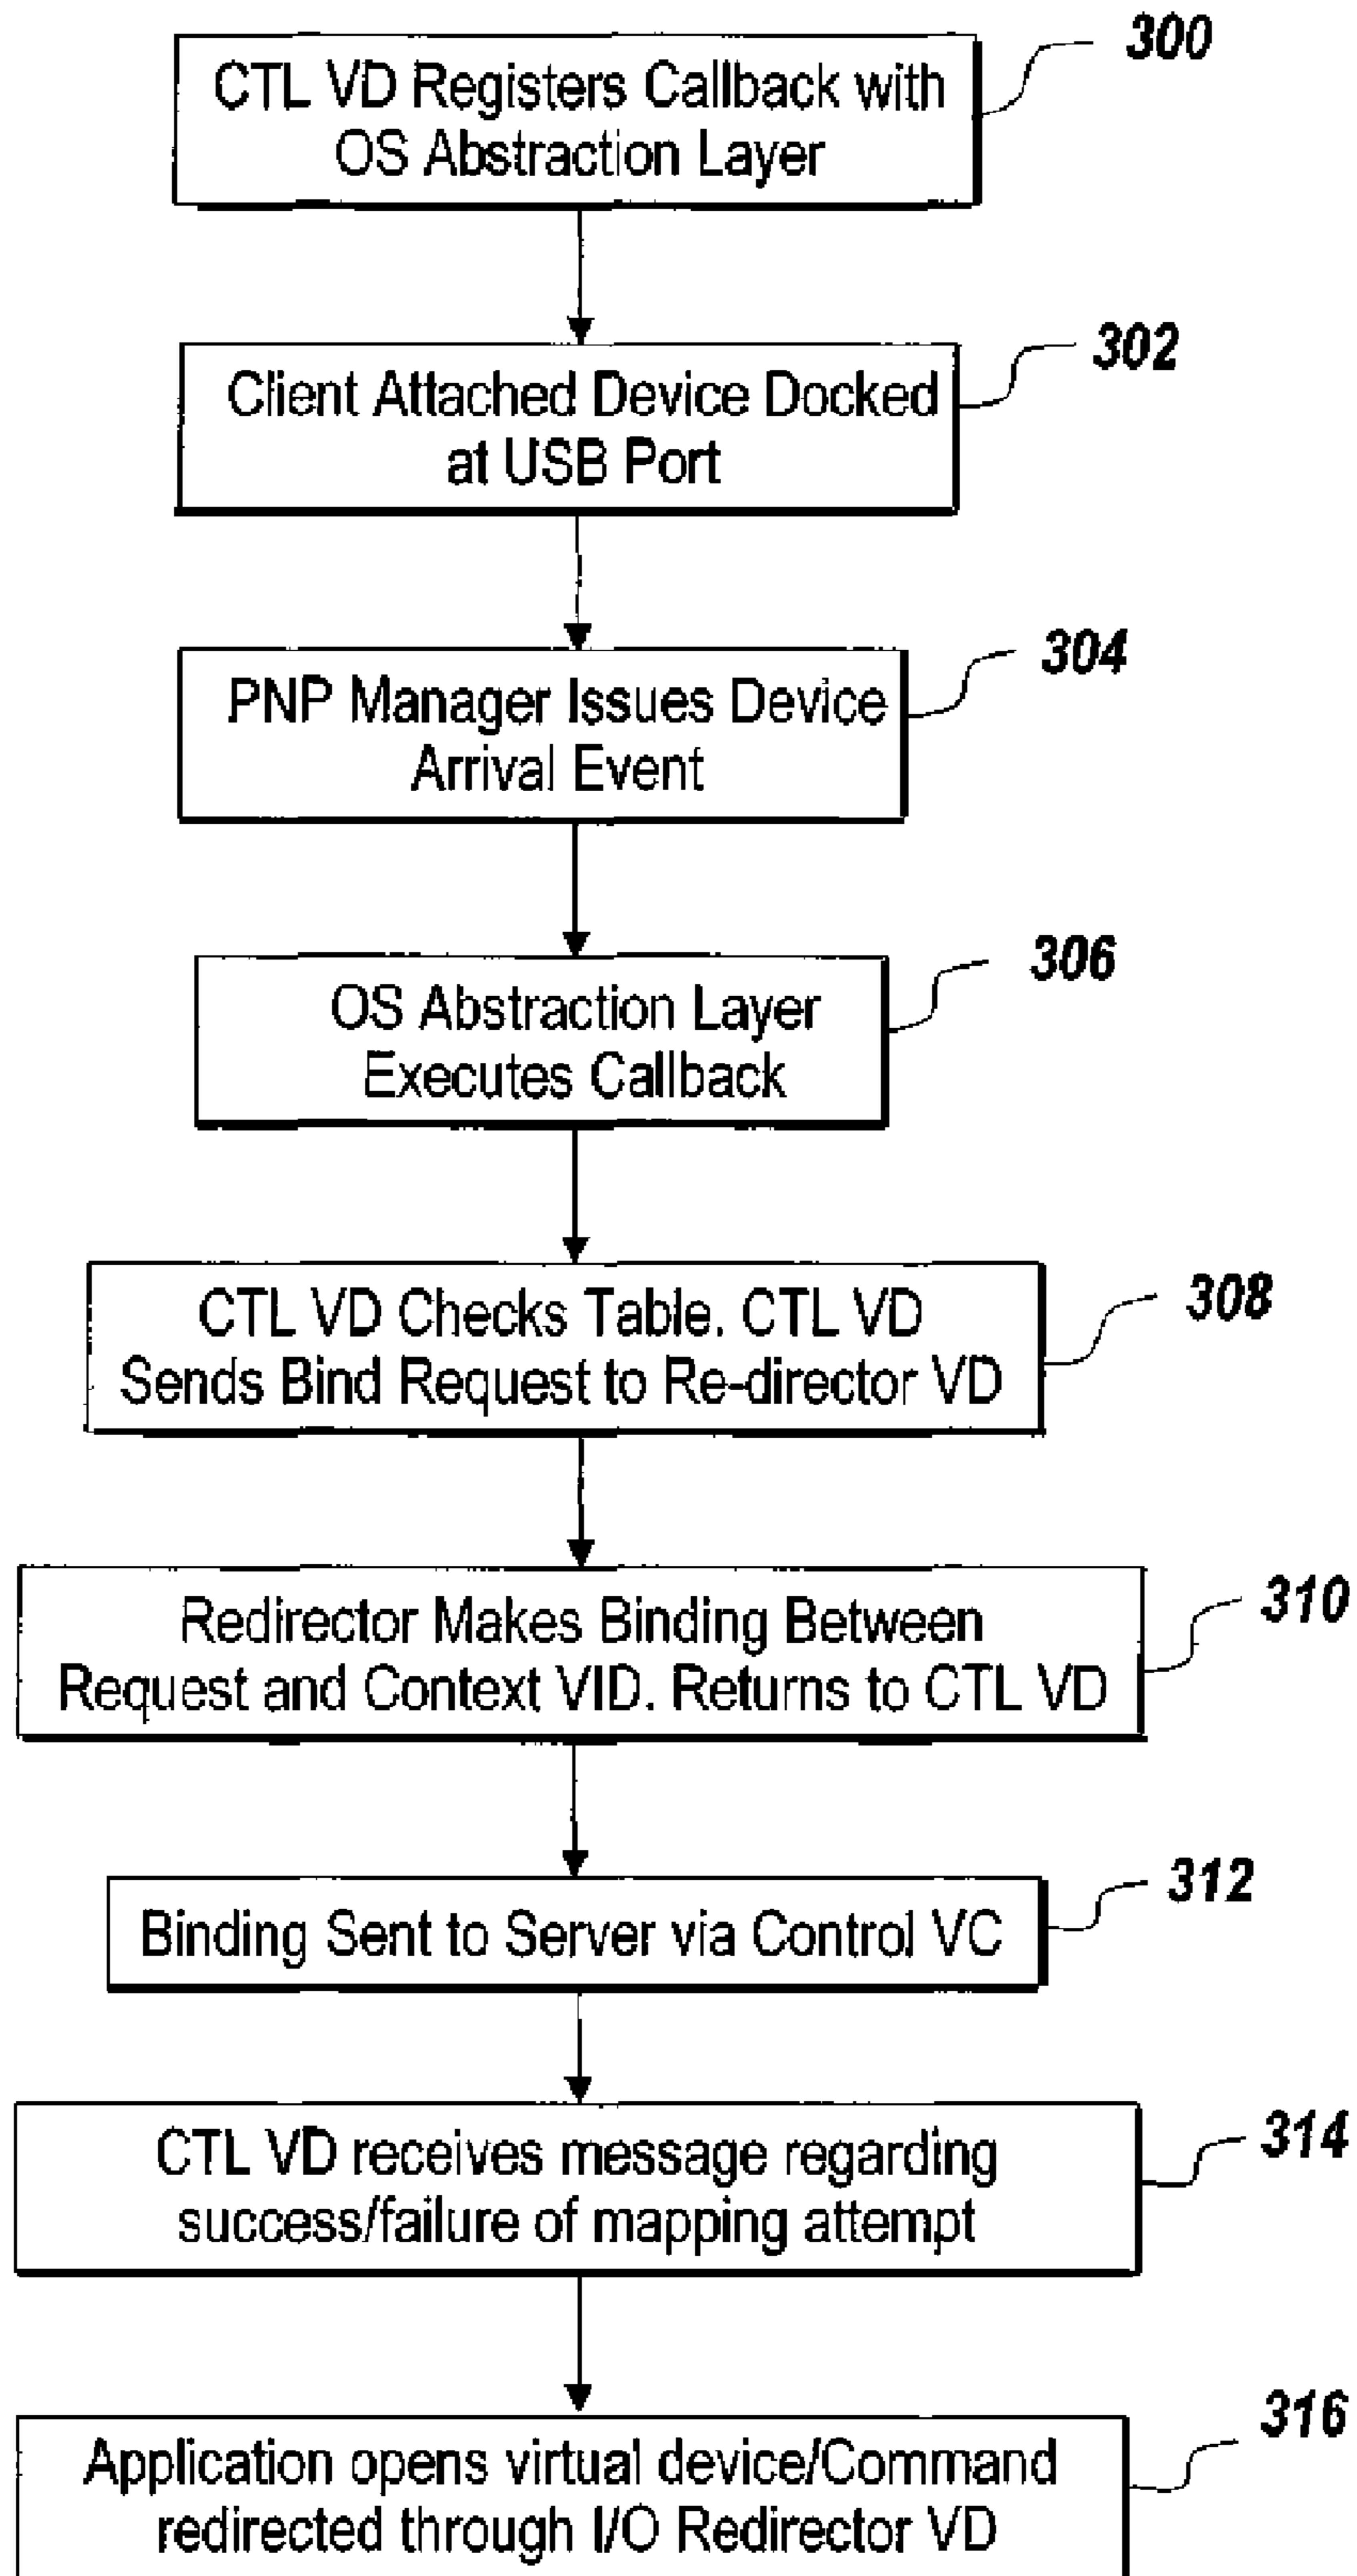 300
CTL VD Registers Callback with
OS Abstraction Layer
302
Client Attached Device Docked
at USB Port
304
PNP Manager Issues Device
Arrival Event
306
OS Abstraction Layer
Executes Callback
308
CTL VD Checks Table. CTL VD
Sends Bind Request to Re-director VD
310
Redirector Makes Binding Between
Request and Context VID. Returns to CTL VD
312
Binding Sent to Server via Control VC
314
CTL VD receives message regarding
success/failure of mapping attempt
316
Application opens virtual device/Command
redirected through I/O Redirector VD